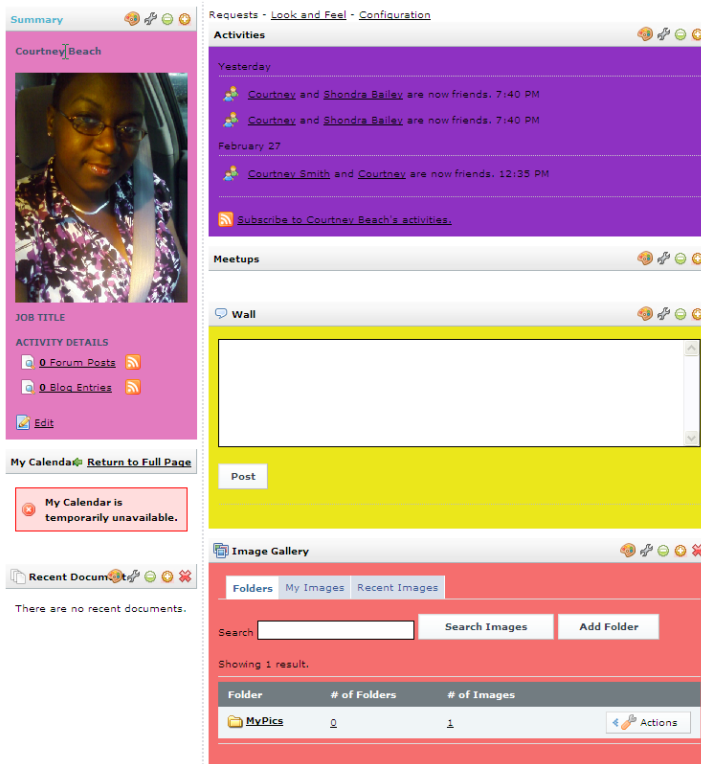 Summary
Courtney Beach
JOB TITLE
ACTIVITY DETAILS
0 Forum Posts
0 Blog Entries
Edit
My Calendar Return to Full Page
My Calendar is
temporarily unavailable.
Recent Documents
There are no recent documents.
Requests - Look and Feel - Configuration
Activities
Yesterday
Courtney and Shondra Bailey are now friends. 7:40 PM
Courtney and Shondra Bailey are now friends. 7:40 PM
February 27
Courtney Smith and Courtney are now friends. 12:35 PM
Subscribe to Courtney Beach's activities.
Meetups
Wall
Post
Image Gallery
Folders My Images Recent Images
Search Search Images Add Folder
Showing 1 result.
Folder # of Folders # of Images
MyPics 0 1 Actions